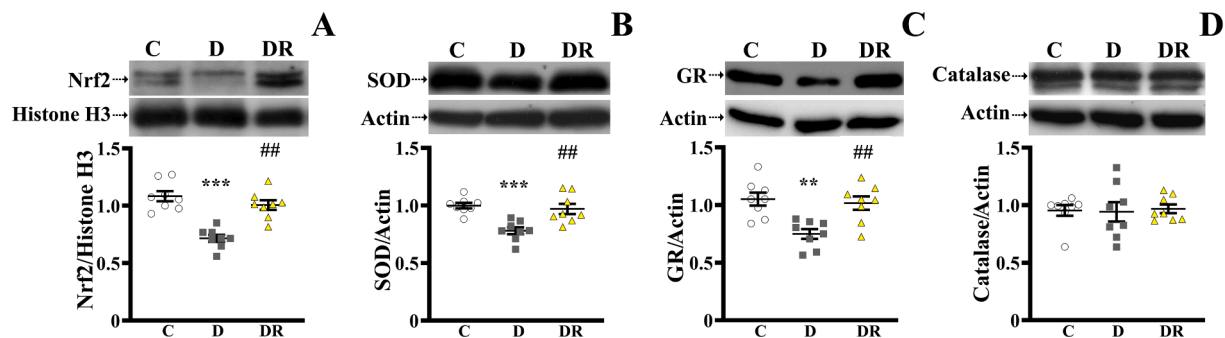 A
C D DR
Nrf2
Histone H3
Nrf2/Histone H3
1.5
1.0
0.5
0
***
##
C D DR
B
C D DR
SOD
Actin
SOD/Actin
1.5
1.0
0.5
0
***
##
C D DR
C
C D DR
GR
Actin
GR/Actin
1.5
1.0
0.5
0
**
##
C D DR
D
C D DR
Catalase
Actin
Catalase/Actin
1.5
1.0
0.5
0
C D DR